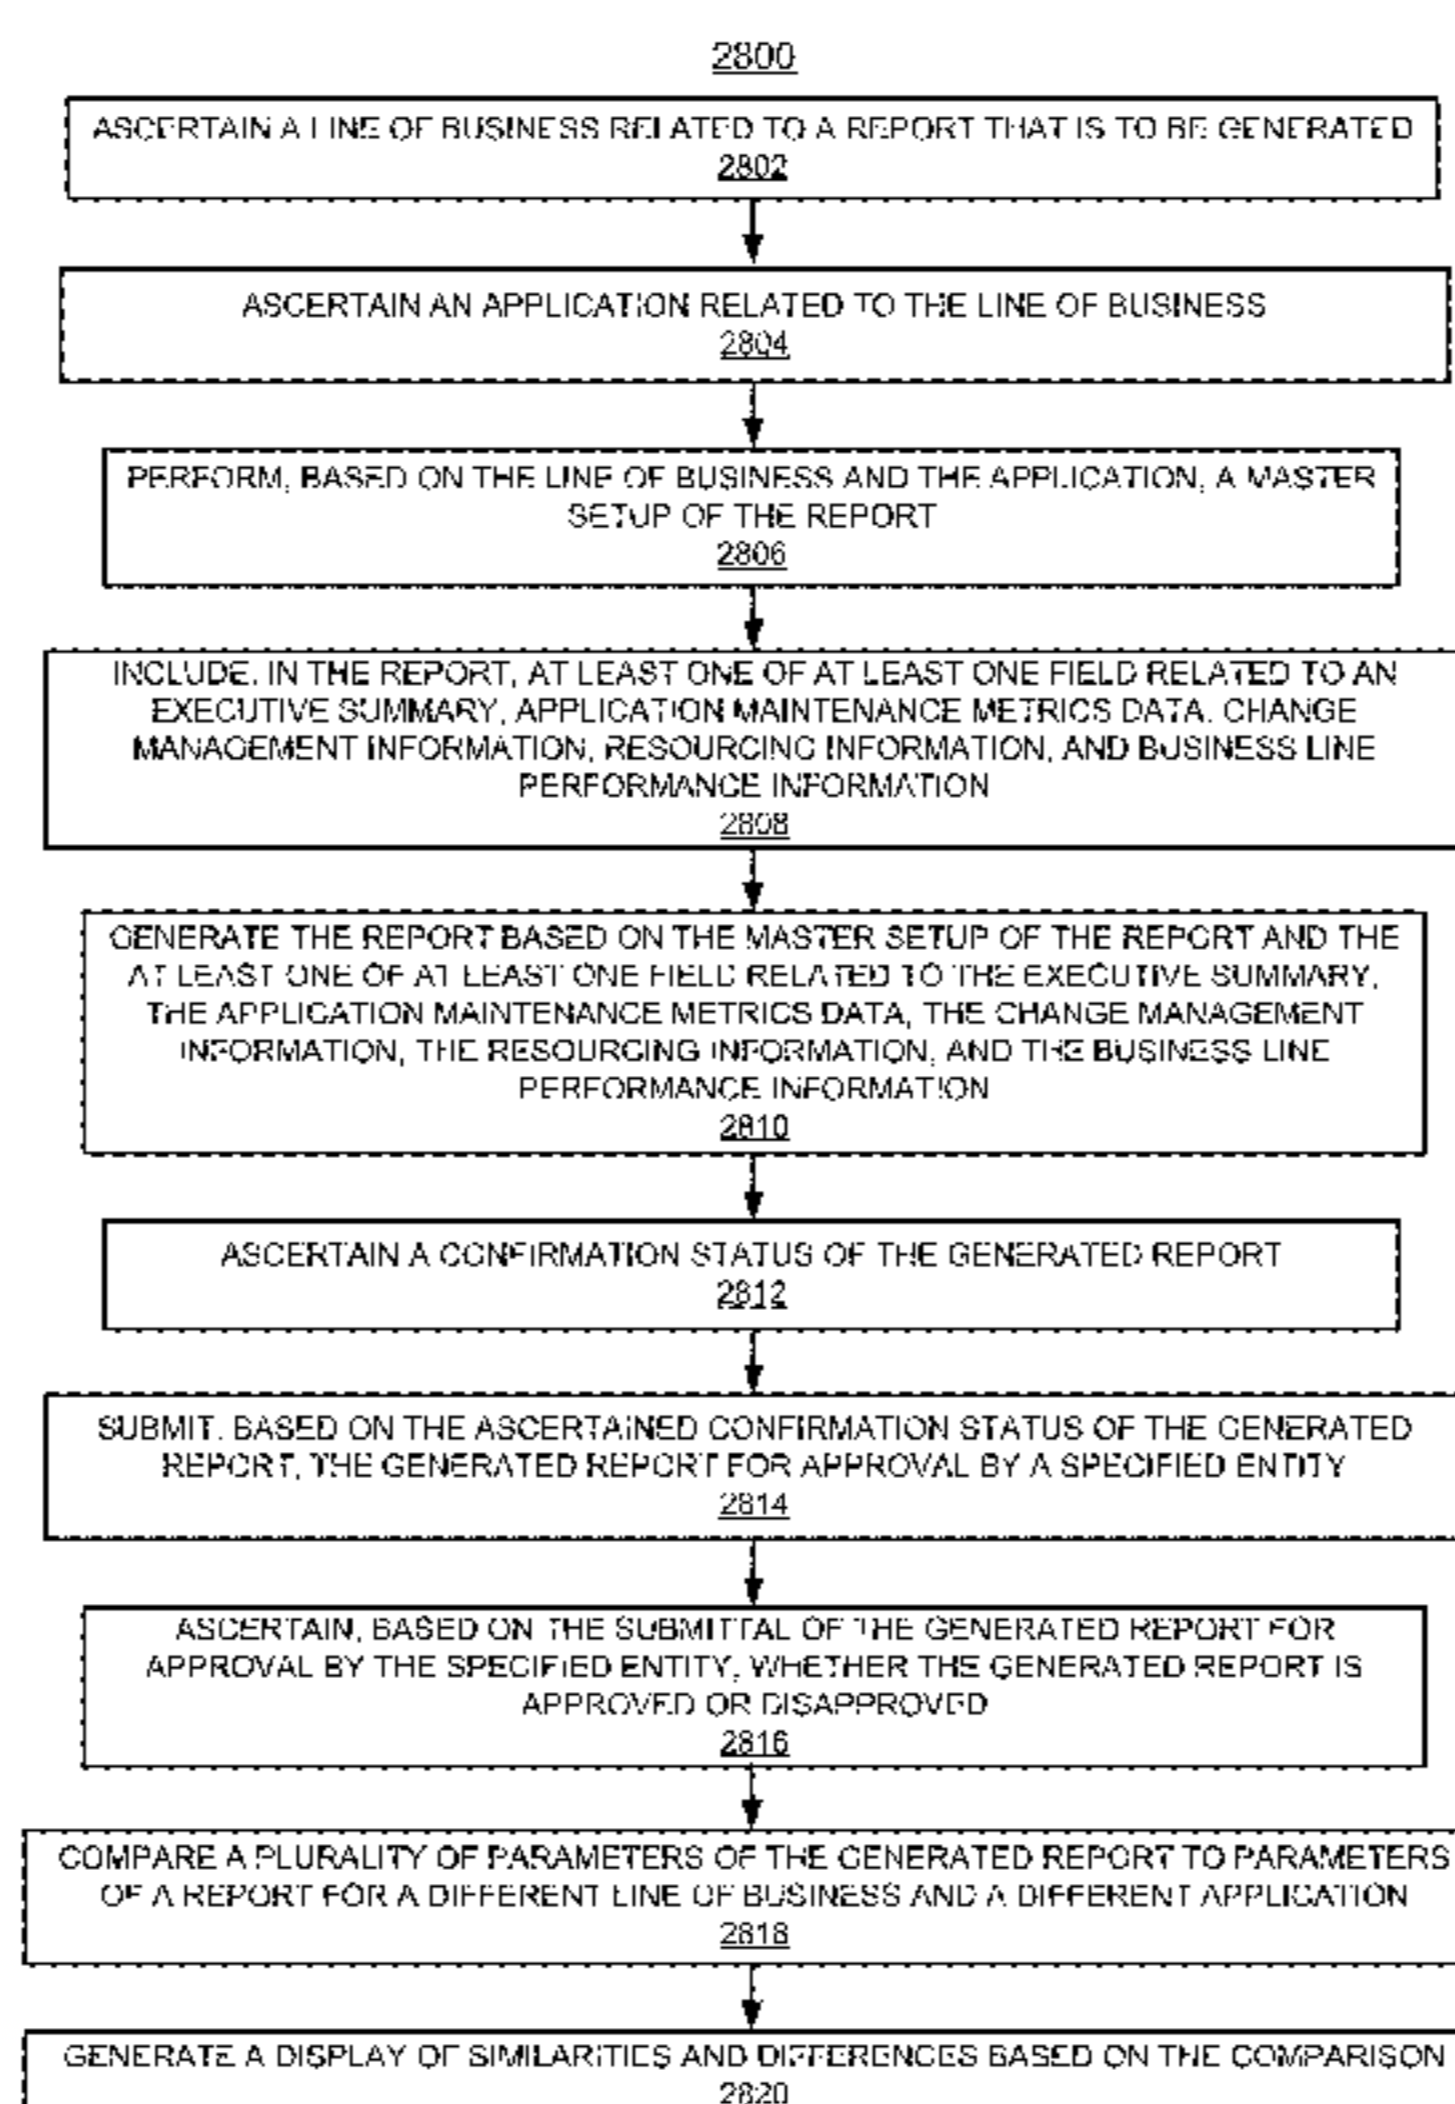 2800
ASCERTAIN A LINE OF BUSINESS RELATED TO A REPORT THAT IS TO BE GENERATED
2802
ASCERTAIN AN APPLICATION RELATED TO THE LINE OF BUSINESS
2804
PERFORM, BASED ON THE LINE OF BUSINESS AND THE APPLICATION, A MASTER
SETUP OF THE REPORT
2806
INCLUDE, IN THE REPORT, AT LEAST ONE OF AT LEAST ONE FIELD RELATED TO AN
EXECUTIVE SUMMARY, APPLICATION MAINTENANCE METRICS DATA, CHANGE
MANAGEMENT INFORMATION, RESOURCING INFORMATION, AND BUSINESS LINE
PERFORMANCE INFORMATION
2808
GENERATE THE REPORT BASED ON THE MASTER SETUP OF THE REPORT AND THE
AT LEAST ONE OF AT LEAST ONE FIELD RELATED TO THE EXECUTIVE SUMMARY,
THE APPLICATION MAINTENANCE METRICS DATA, THE CHANGE MANAGEMENT
INFORMATION, THE RESOURCING INFORMATION, AND THE BUSINESS LINE
PERFORMANCE INFORMATION
2810
ASCERTAIN A CONFIRMATION STATUS OF THE GENERATED REPORT
2812
SUBMIT, BASED ON THE ASCERTAINED CONFIRMATION STATUS OF THE GENERATED
REPORT, THE GENERATED REPORT FOR APPROVAL BY A SPECIFIED ENTITY
2814
ASCERTAIN, BASED ON THE SUBMITTAL OF THE GENERATED REPORT FOR
APPROVAL BY THE SPECIFIED ENTITY, WHETHER THE GENERATED REPORT IS
APPROVED OR DISAPPROVED
2816
COMPARE A PLURALITY OF PARAMETERS OF THE GENERATED REPORT TO PARAMETERS
OF A REPORT FOR A DIFFERENT LINE OF BUSINESS AND A DIFFERENT APPLICATION
2818
GENERATE A DISPLAY OF SIMILARITIES AND DIFFERENCES BASED ON THE COMPARISON
2820